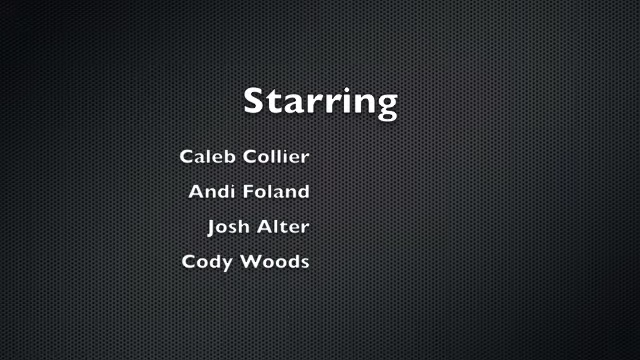 Starring
Caleb Collier
Andi Foland
Josh Alter
Cody Woods